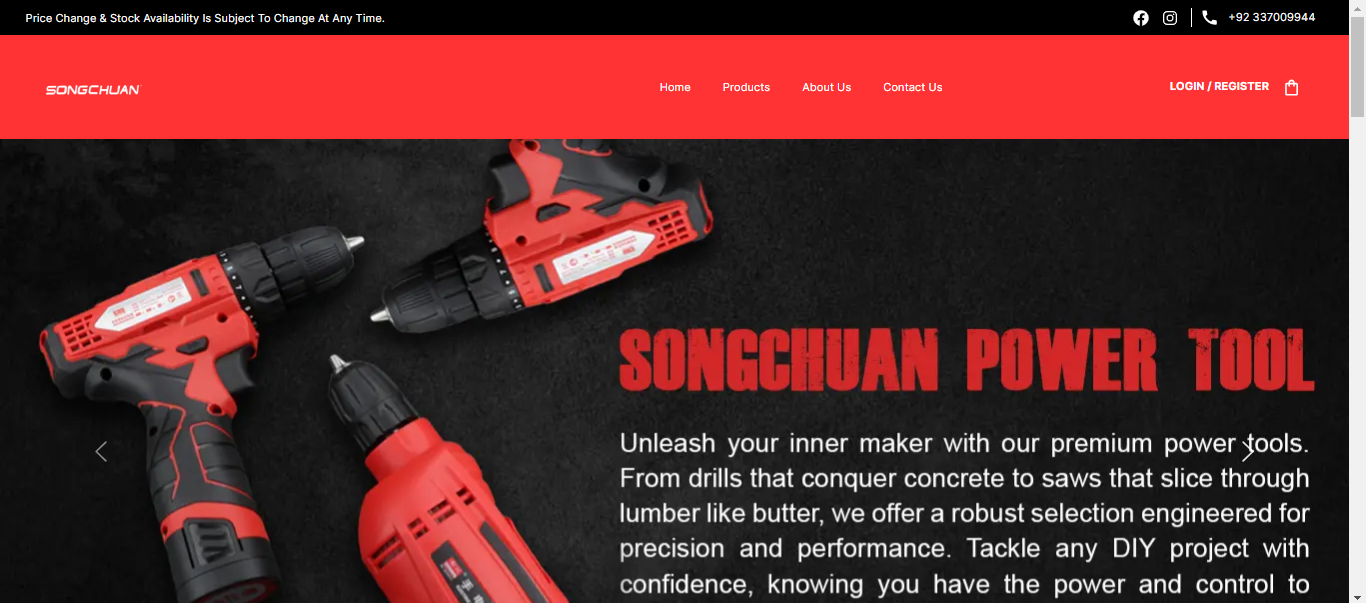 Price Change & Stock Availability Is Subject To Change At Any Time.
+92 337009944
SONGCHUAN
Home
Products
About Us
Contact Us
LOGIN / REGISTER
SONGCHUAN POWER TOOL
Unleash your inner maker with our premium power tools.
From drills that conquer concrete to saws that slice through
lumber like butter, we offer a robust selection engineered for
precision and performance. Tackle any DIY project with
confidence, knowing you have the power and control to